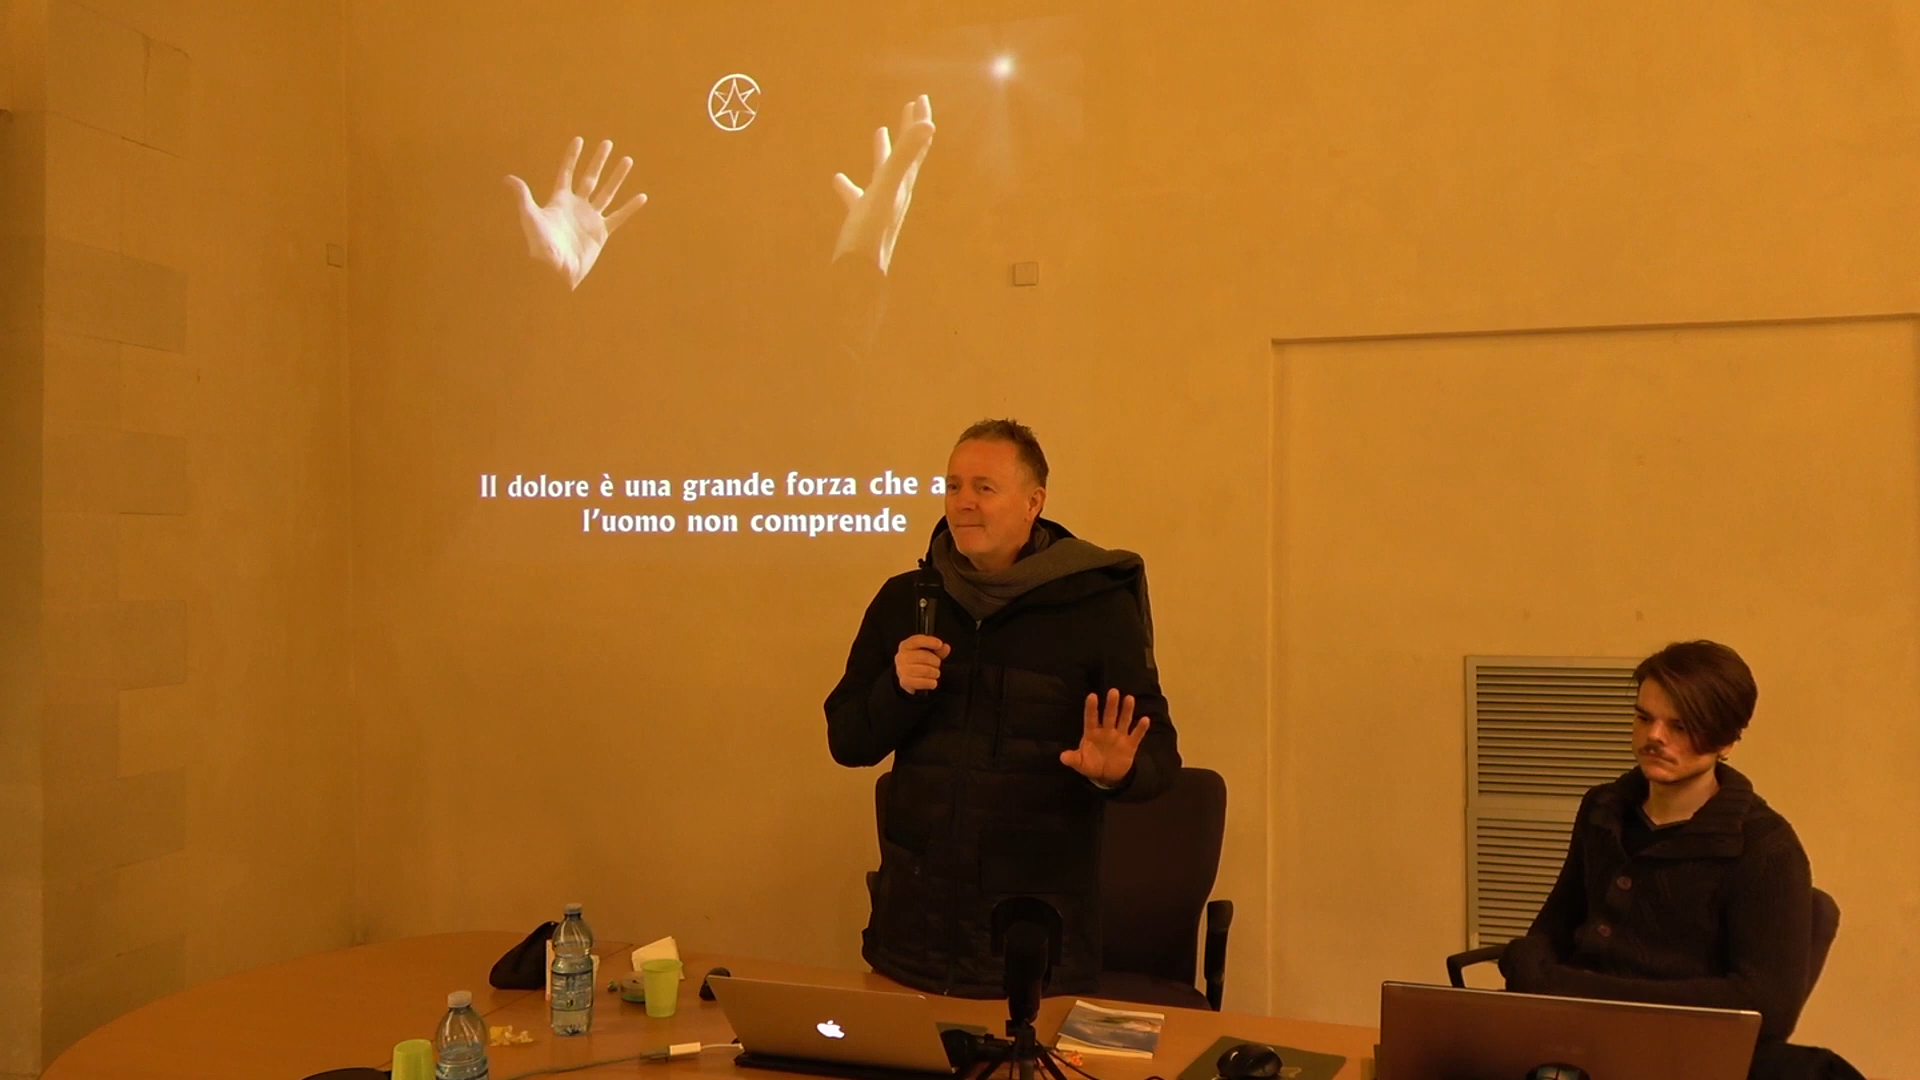 Il dolore è una grande forza che a
l'uomo non comprende